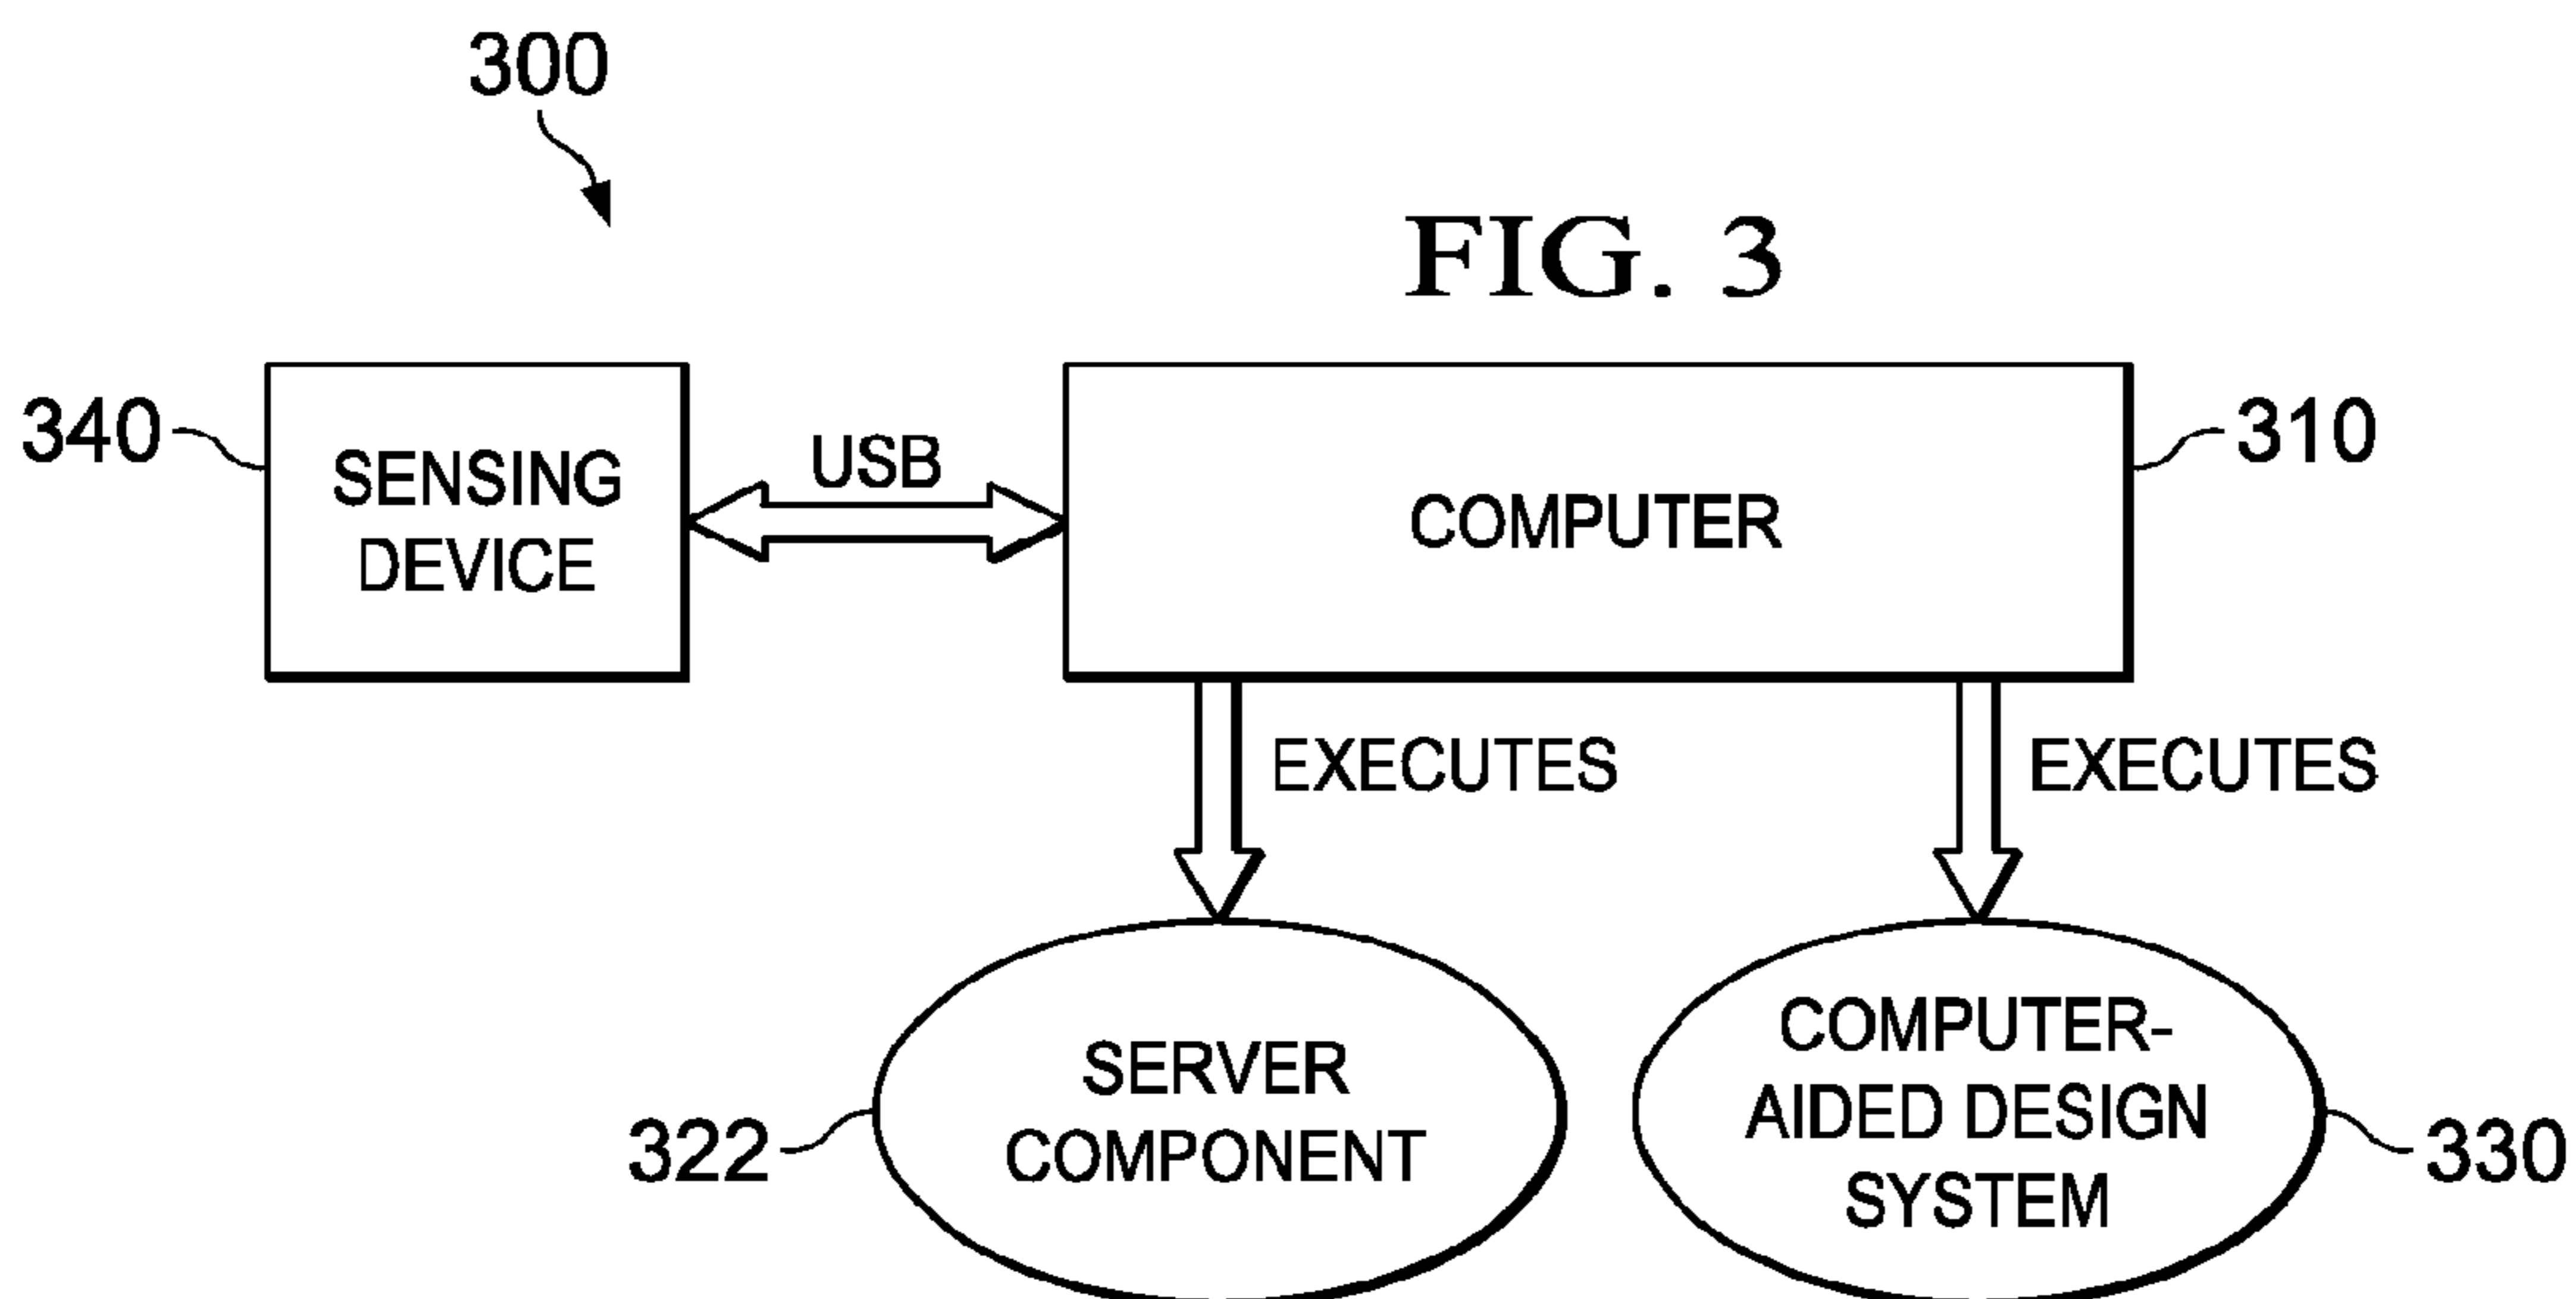 300
FIG. 3
340
SENSING
DEVICE
USB
COMPUTER
310
EXECUTES
EXECUTES
322
SERVER
COMPONENT
COMPUTER-
AIDED DESIGN
SYSTEM
330